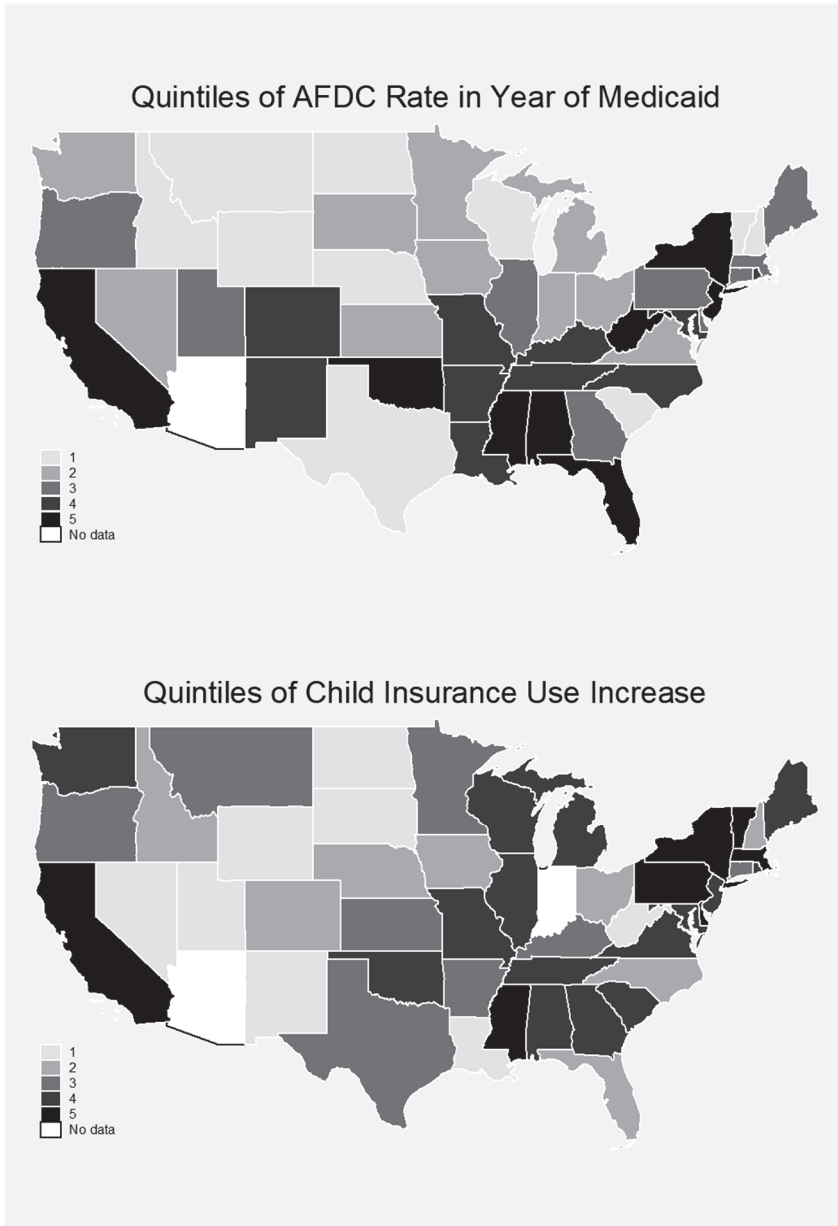 Quintiles of AFDC Rate in Year of Medicaid
1
2
3
4
5
No data
Quintiles of Child Insurance Use Increase
1
2
3
4
5
No data